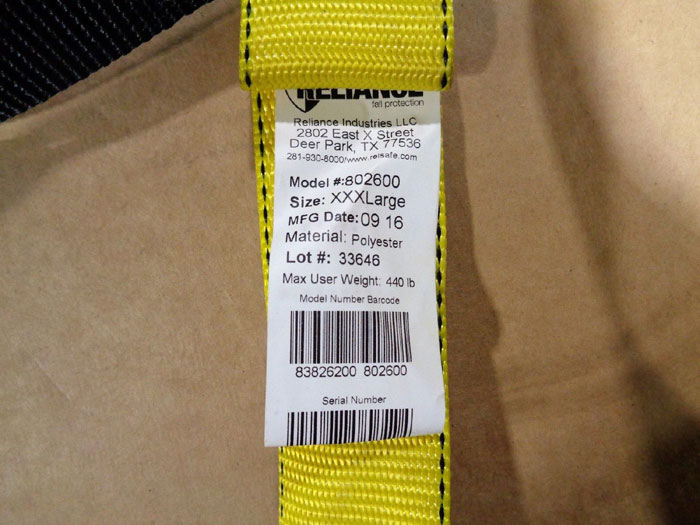 RELIANCE
fall protection
Reliance Industries LLC
2802 East X Street
Deer Park, TX 77536
281-930-8000/www.relsafe.com
Model #:802600
Size: XXXLarge
MFG Date: 09 16
Material: Polyester
Lot #: 33646
Max User Weight: 440 lb
Model Number Barcode
83826200 802600
Serial Number